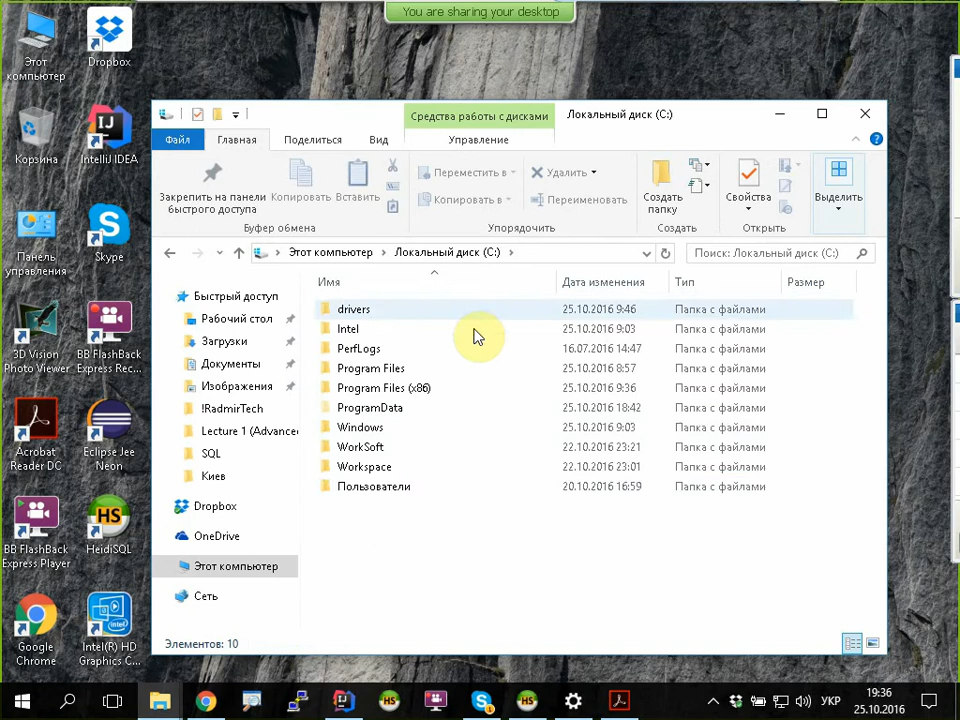 You are sharing your desktop
Этот
компьютер
Dropbox
Корзина
IntelliJ IDEA
Панель
управления
Skype
3D Vision
Photo Viewer
BB FlashBack
Express Rec...
Acrobat
Reader DC
Eclipse Jee
Neon
BB FlashBack
Express Player
HeidiSQL
Google
Chrome
Intel(R) HD
Graphics C...
Средства работы с дисками
Локальный диск (C:)
Файл
Главная
Поделиться
Вид
Управление
Закрепить на панели
быстрого доступа
Копировать
Вставить
Переместить в
Копировать в
Удалить
Переименовать
Создать
папку
Свойства
Выделить
Буфер обмена
Упорядочить
Создать
Открыть
Этот компьютер
Локальный диск (C:)
Поиск: Локальный диск (C:)
Имя
Дата изменения
Тип
Размер
Быстрый доступ
Рабочий стол
Загрузки
Документы
Изображения
!RadmirTech
Lecture 1 (Advance
SQL
Киев
Dropbox
OneDrive
Этот компьютер
Сеть
drivers 25.10.2016 9:46 Папка с файлами
Intel 25.10.2016 9:03 Папка с файлами
PerfLogs 16.07.2016 14:47 Папка с файлами
Program Files 25.10.2016 8:57 Папка с файлами
Program Files (x86) 25.10.2016 9:36 Папка с файлами
ProgramData 25.10.2016 18:42 Папка с файлами
Windows 25.10.2016 9:03 Папка с файлами
WorkSoft 22.10.2016 23:21 Папка с файлами
Workspace 22.10.2016 23:01 Папка с файлами
Пользователи 20.10.2016 16:59 Папка с файлами
Элементов: 10
УКР
19:36
25.10.2016